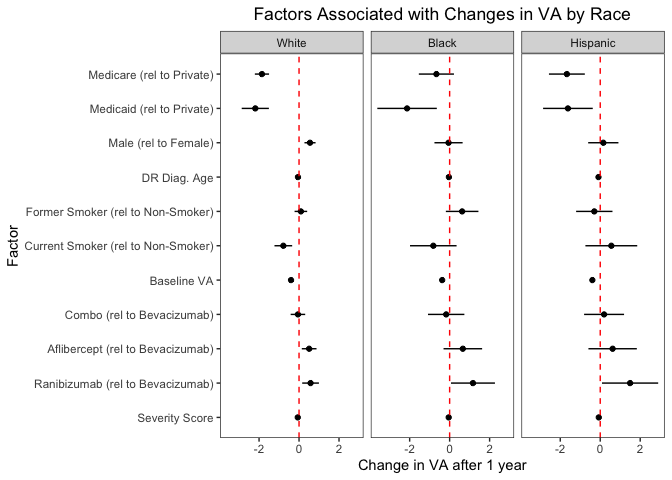 Factors Associated with Changes in VA by Race
White Black Hispanic
Factor
Medicare (rel to Private)
Medicaid (rel to Private)
Male (rel to Female)
DR Diag. Age
Former Smoker (rel to Non-Smoker)
Current Smoker (rel to Non-Smoker)
Baseline VA
Combo (rel to Bevacizumab)
Aflibercept (rel to Bevacizumab)
Ranibizumab (rel to Bevacizumab)
Severity Score
-2 0 2 -2 0 2 -2 0 2
Change in VA after 1 year